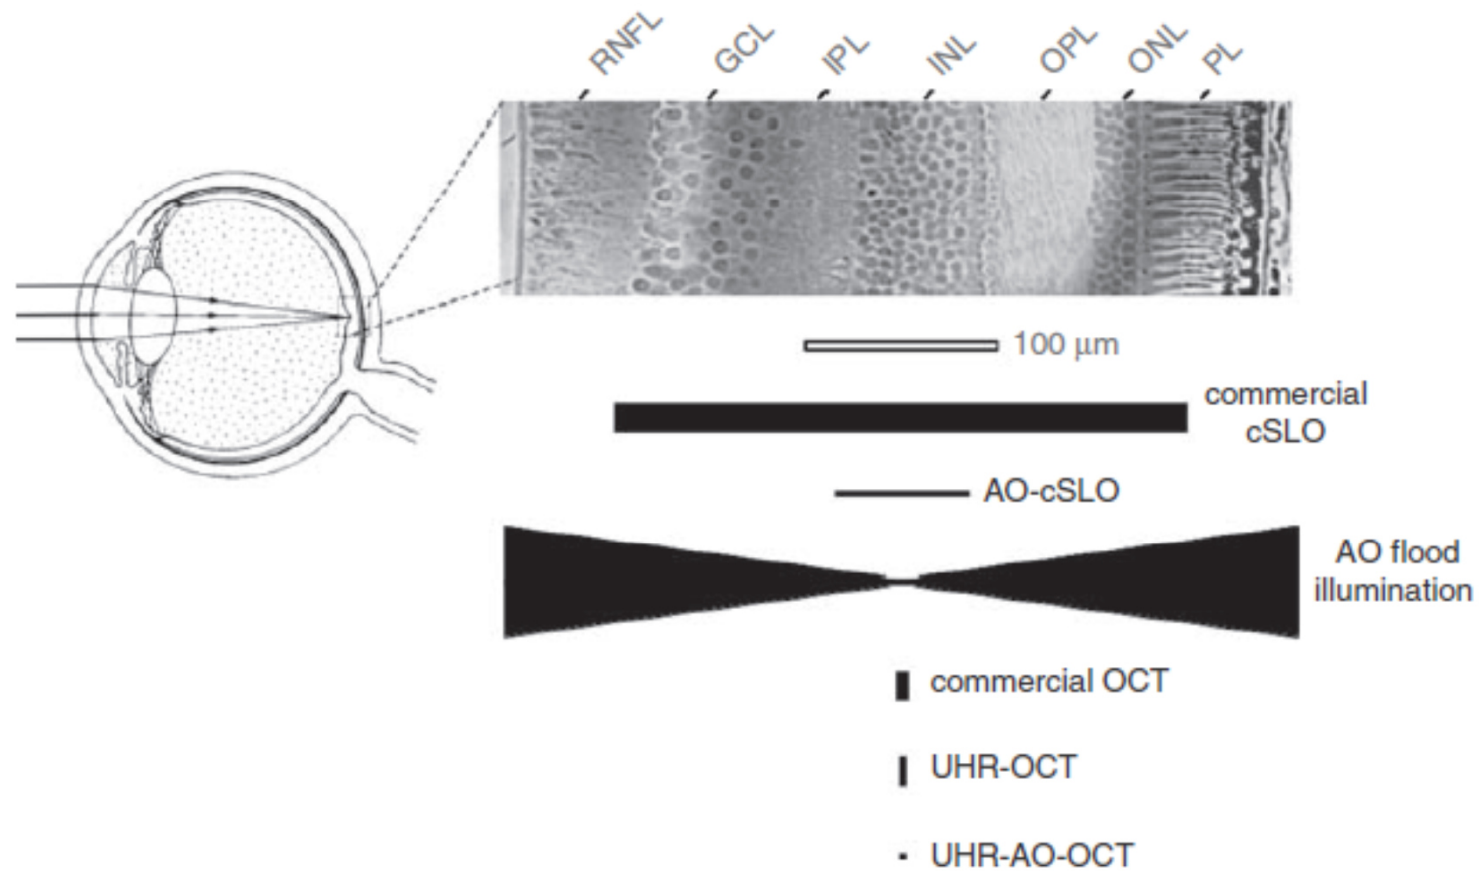 RNFL
GCL
IPL
INL
OPL
ONL
PL
100 μm
commercial
cSLO
AO-cSLO
AO flood
illumination
commercial OCT
UHR-OCT
UHR-AO-OCT